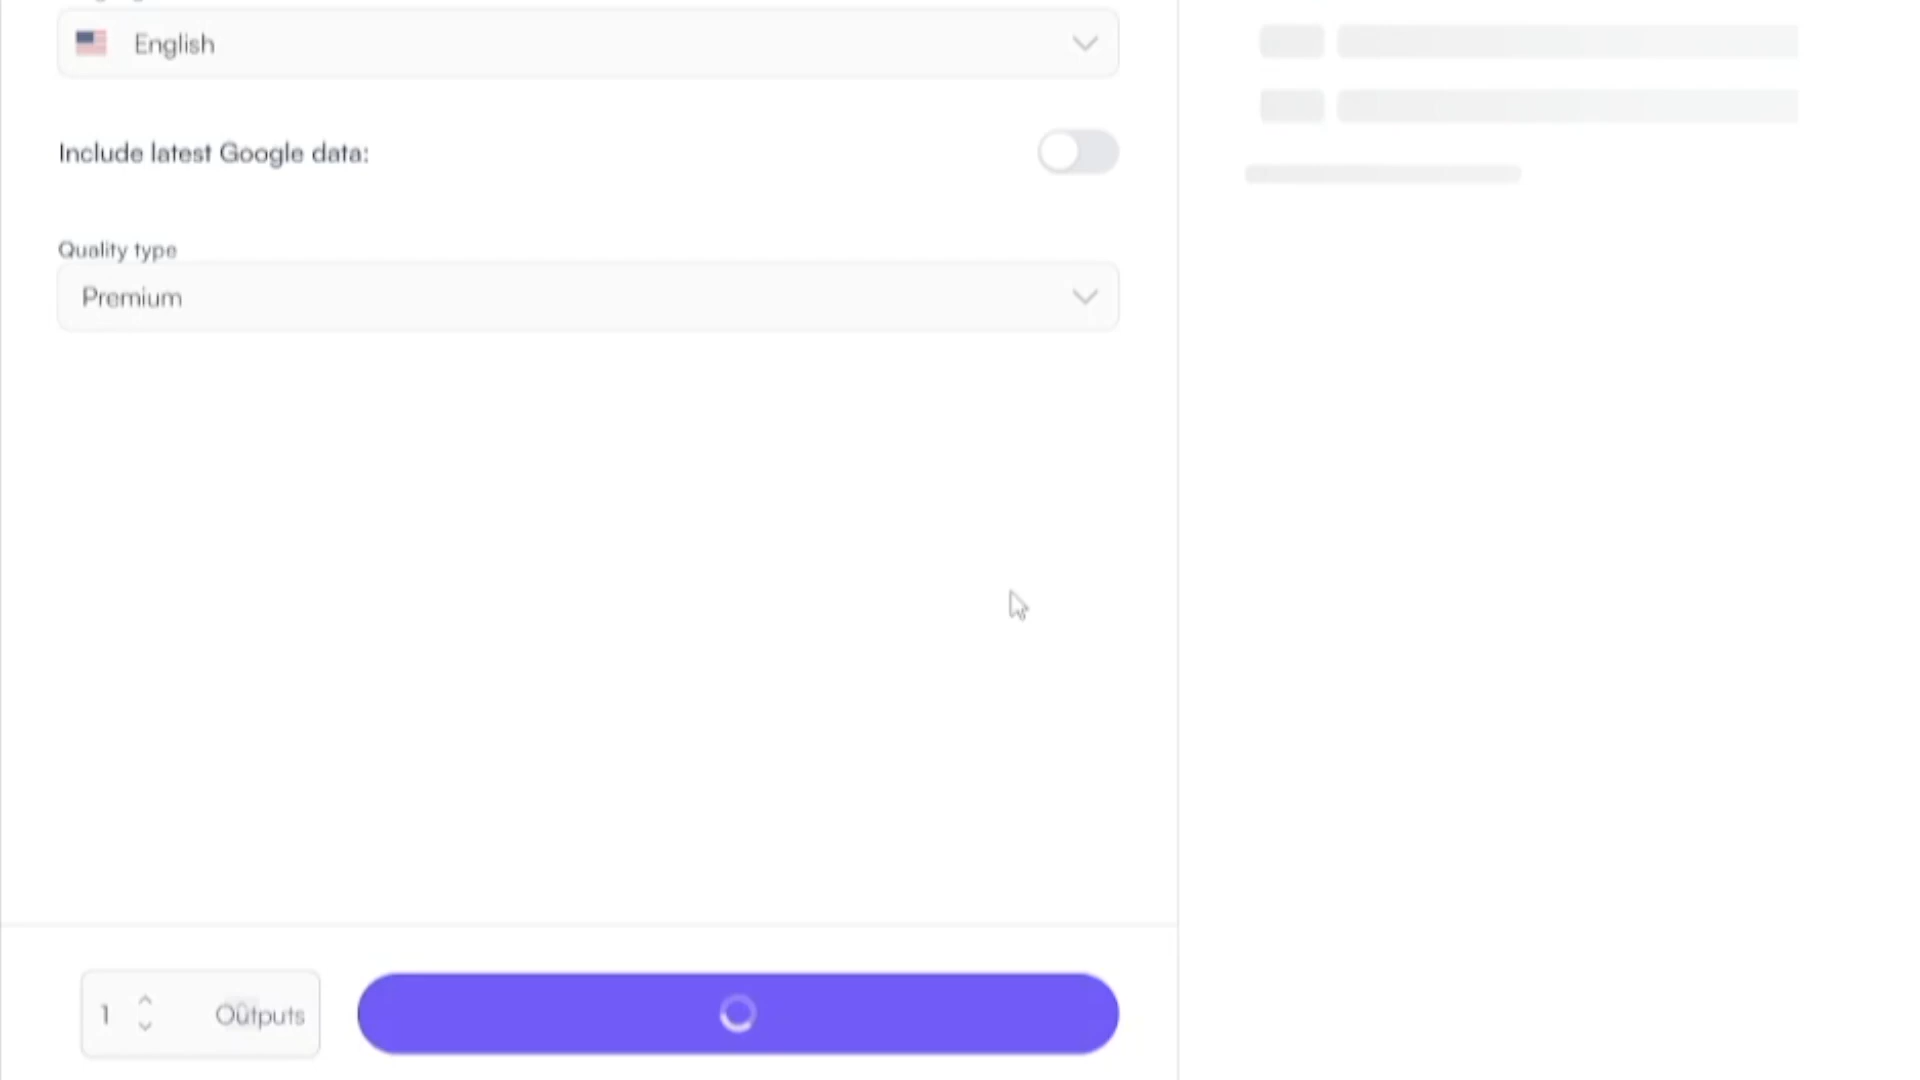 English
Include latest Google data:
Quality type
Premium
1
Outputs